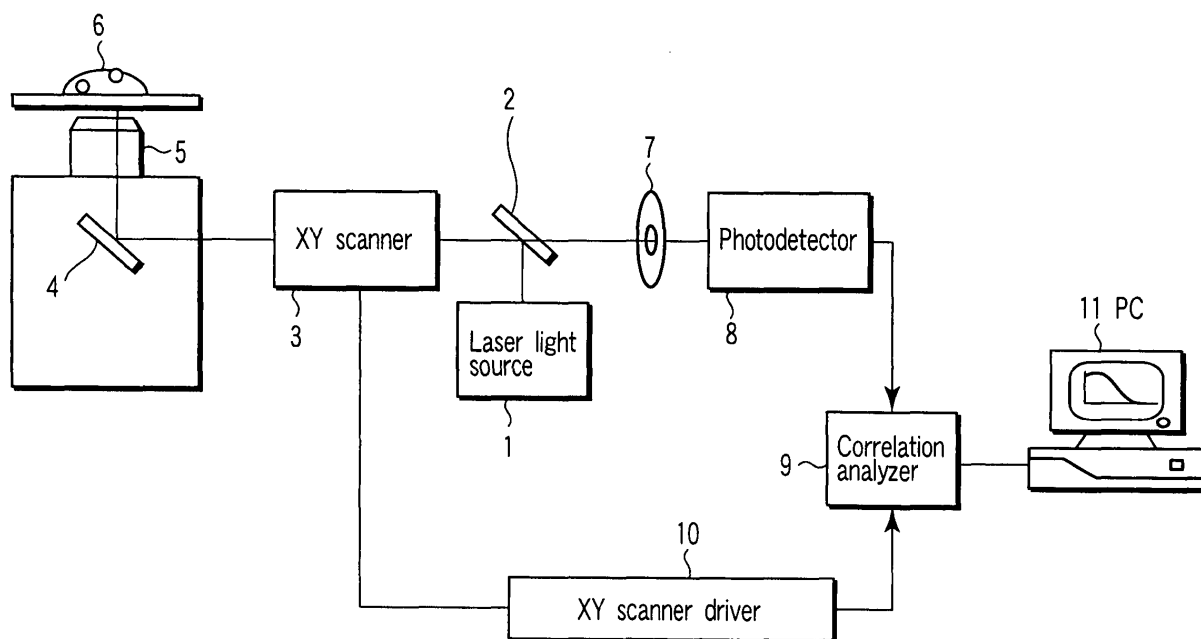 6
5
4
XY scanner
3
2
Laser light
source
1
7
Photodetector
8
11 PC
9
Correlation
analyzer
10
XY scanner driver